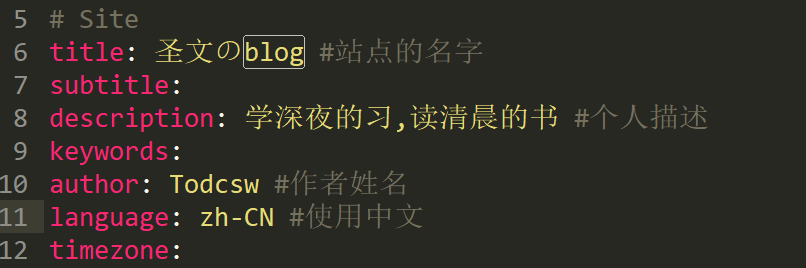 5 # Site
6 title: 圣文のblog #站点的名字
7 subtitle:
8 description: 学深夜的习,读清晨的书 #个人描述
9 keywords:
10 author: Todcsw #作者姓名
11 language: zh-CN #使用中文
12 timezone: